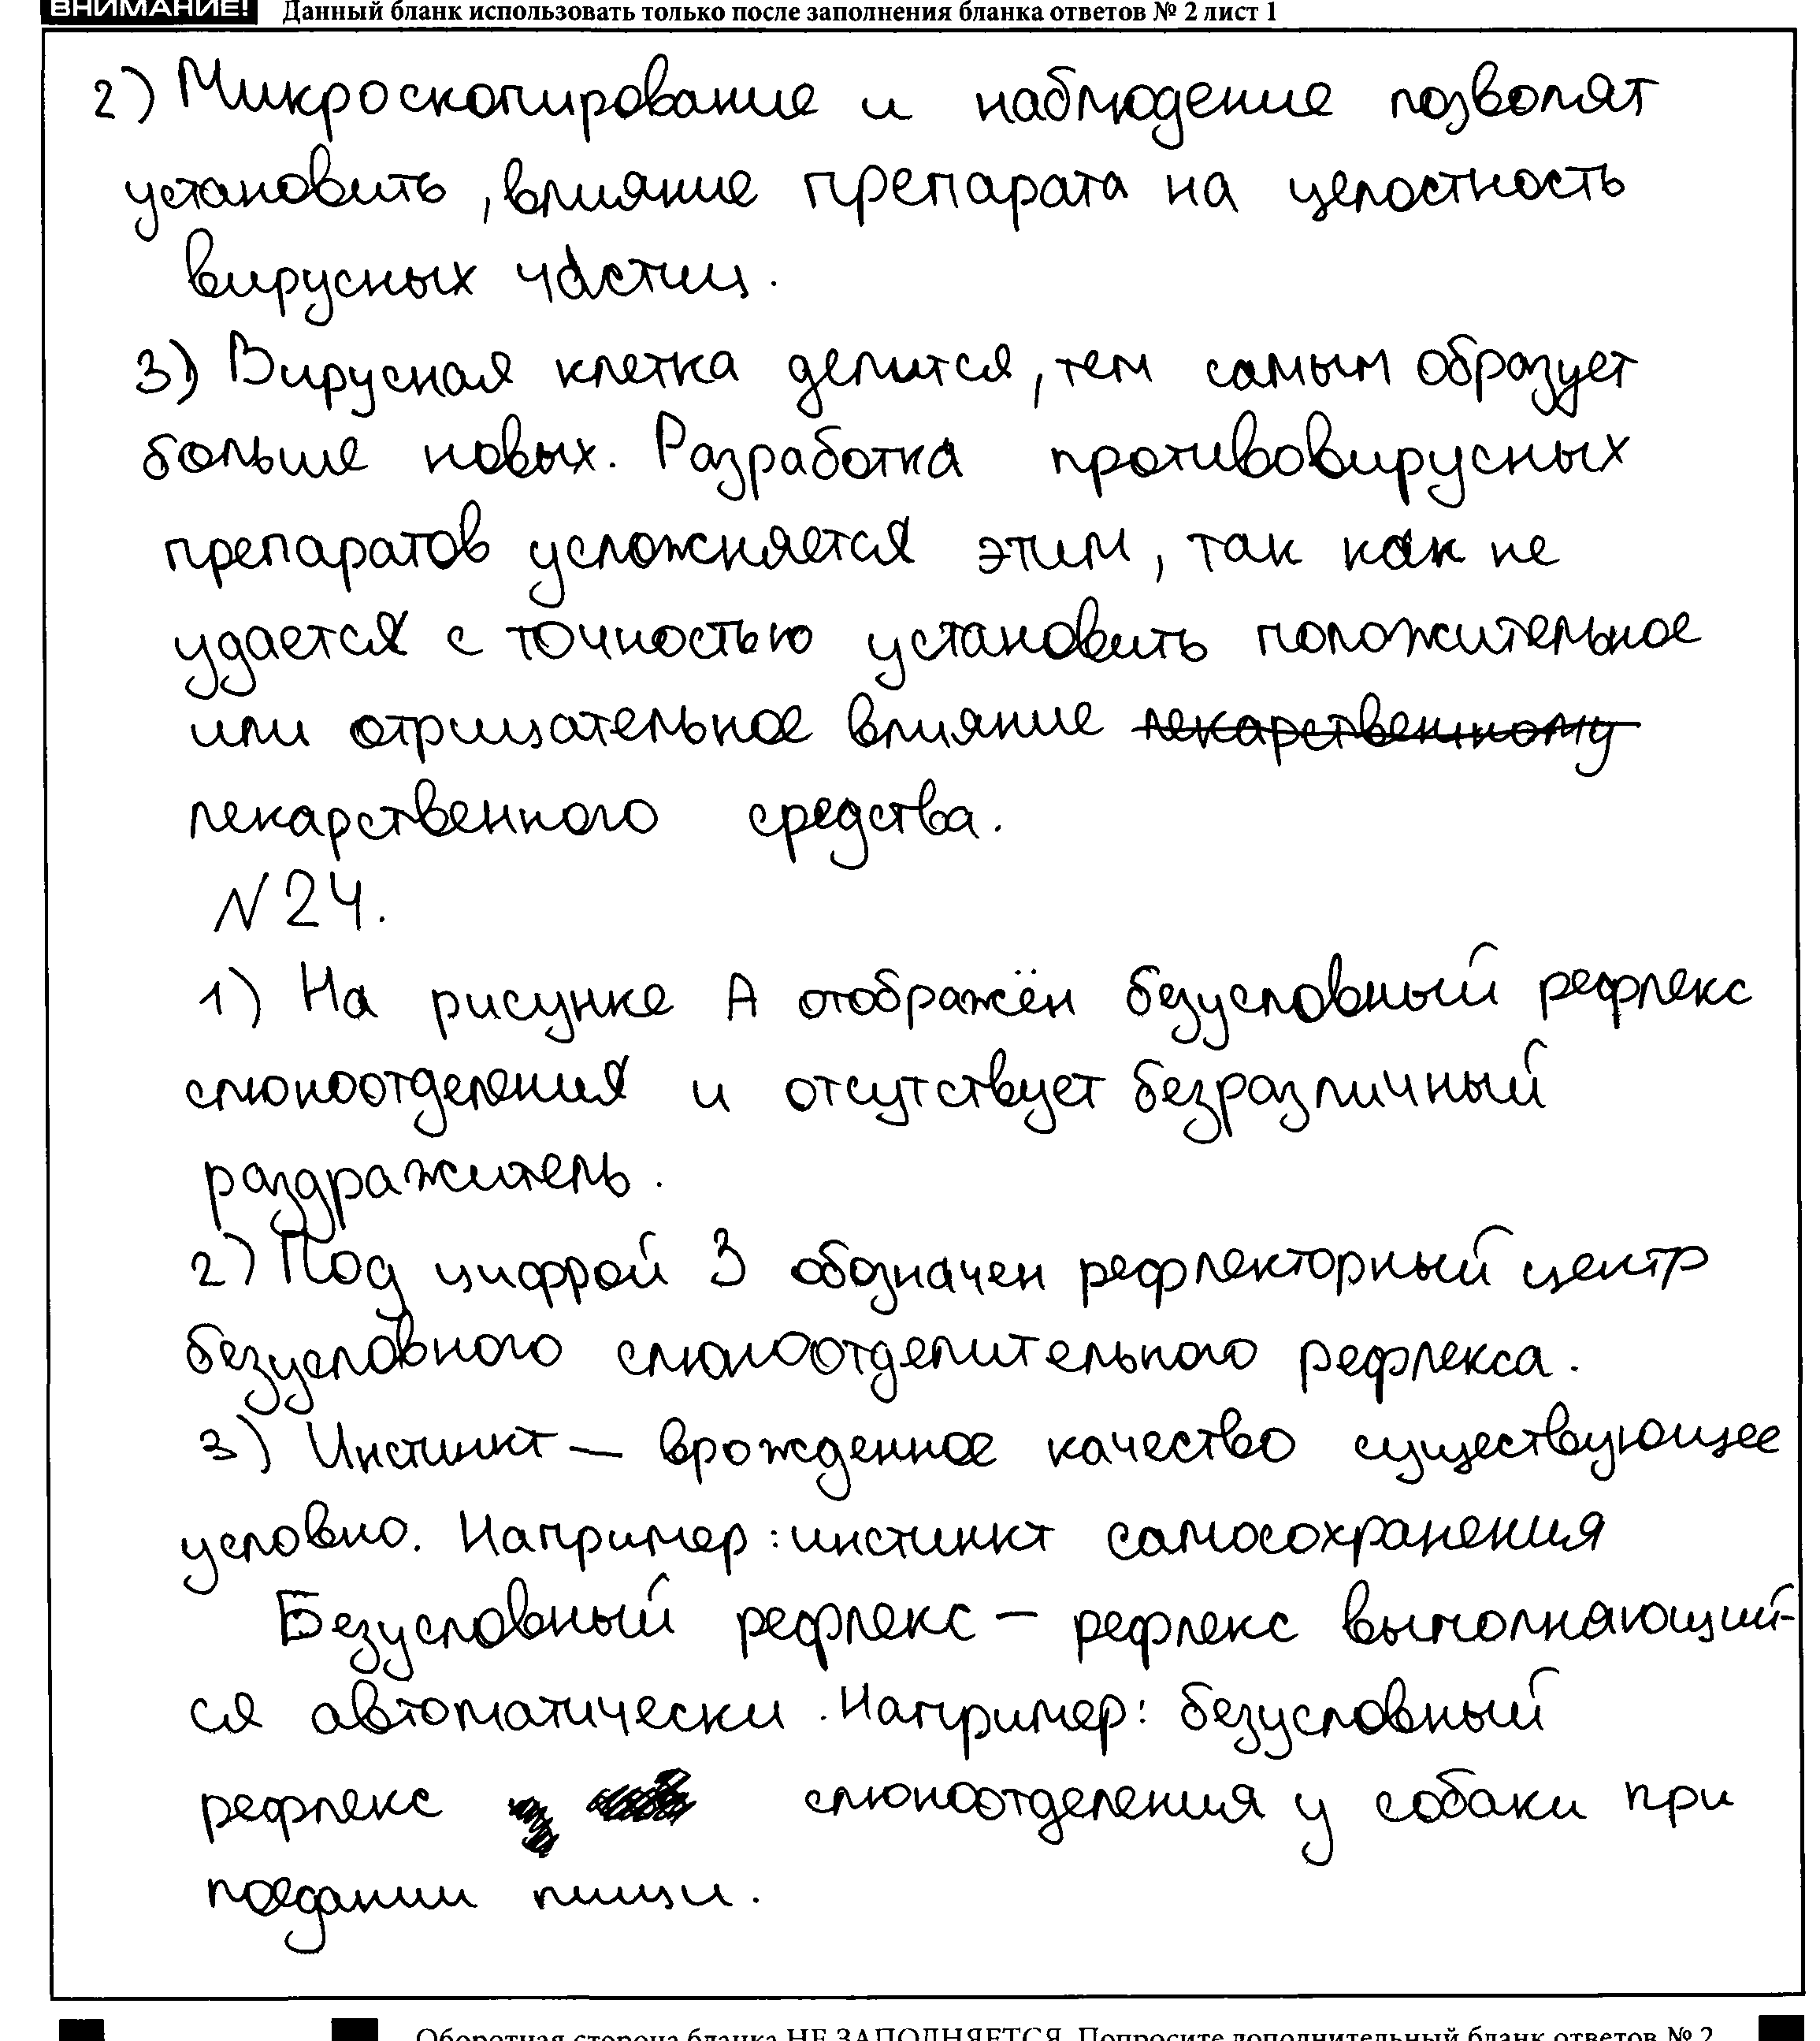 ВНИМАНИЕ! Данный бланк использовать только после заполнения бланка ответов № 2 лист 1
2) Микроскопирование и наблюдение позволят
установить, влияние препарата на целостность
вирусных частиц.
3) Вирусная клетка делится, тем самым образует
больше новых. Разработка противовирусных
препаратов усложняется этим, так как не
удается с точностью установить положительное
или отрицательное влияние лекарственному
лекарственного средства.
N24.
1) На рисунке А отображён безусловный рефлекс
слюноотделения и отсутствует безразличный
раздражитель.
2) Под цифрой 3 обозначен рефлекторный центр
безусловного слюноотделительного рефлекса.
3) Инстинкт — врожденное качество существующее
условно. Например: инстинкт самосохранения
Безусловный рефлекс — рефлекс выполняющий-
ся автоматически. Например: безусловный
рефлекс слюноотделения у собаки при
поедании пищи.
Оборотная сторона бланка НЕ ЗАПОЛНЯЕТСЯ. Попросите дополнительный бланк ответов № 2